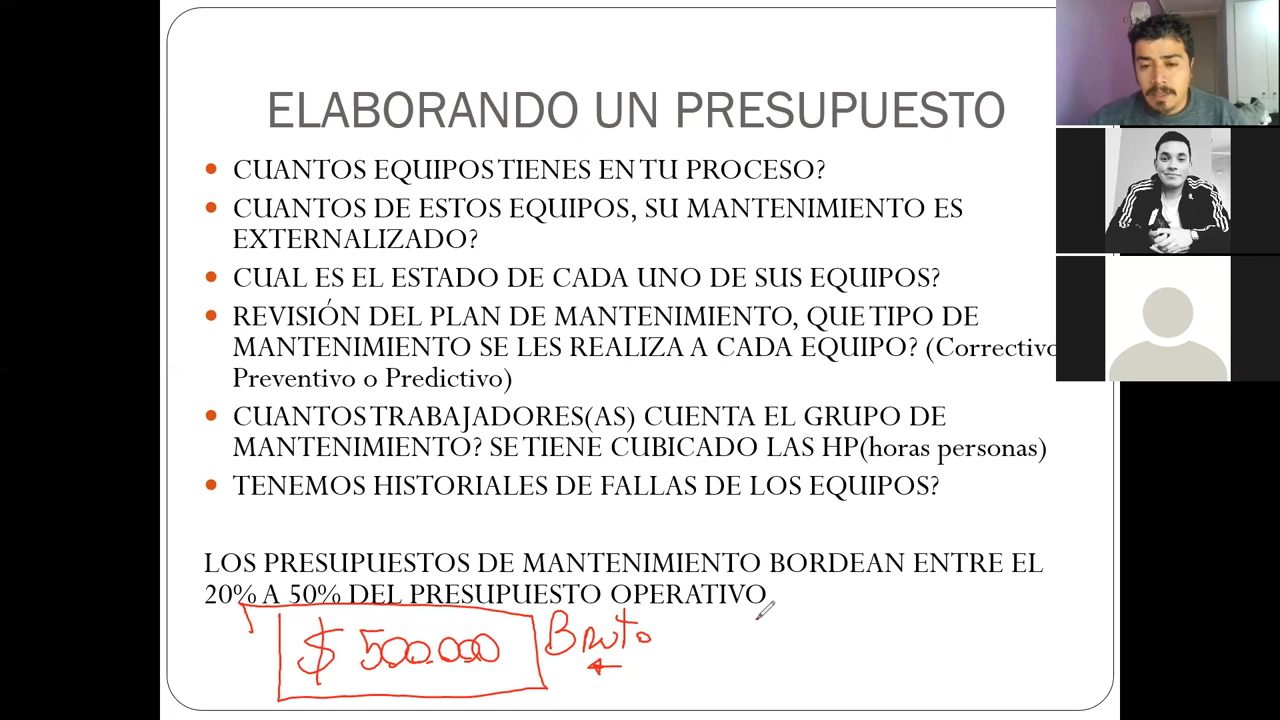 ELABORANDO UN PRESUPUESTO
• CUANTOS EQUIPOS TIENES EN TU PROCESO?
• CUANTOS DE ESTOS EQUIPOS, SU MANTENIMIENTO ES
EXTERNALIZADO?
• CUAL ES EL ESTADO DE CADA UNO DE SUS EQUIPOS?
• REVISIÓN DEL PLAN DE MANTENIMIENTO, QUE TIPO DE
MANTENIMIENTO SE LES REALIZA A CADA EQUIPO? (Correctivo
Preventivo o Predictivo)
• CUANTOS TRABAJADORES(AS) CUENTA EL GRUPO DE
MANTENIMIENTO? SE TIENE CUBICADO LAS HP(horas personas)
• TENEMOS HISTORIALES DE FALLAS DE LOS EQUIPOS?
LOS PRESUPUESTOS DE MANTENIMIENTO BORDEAN ENTRE EL
20% A 50% DEL PRESUPUESTO OPERATIVO
$ 500.000 Bruto